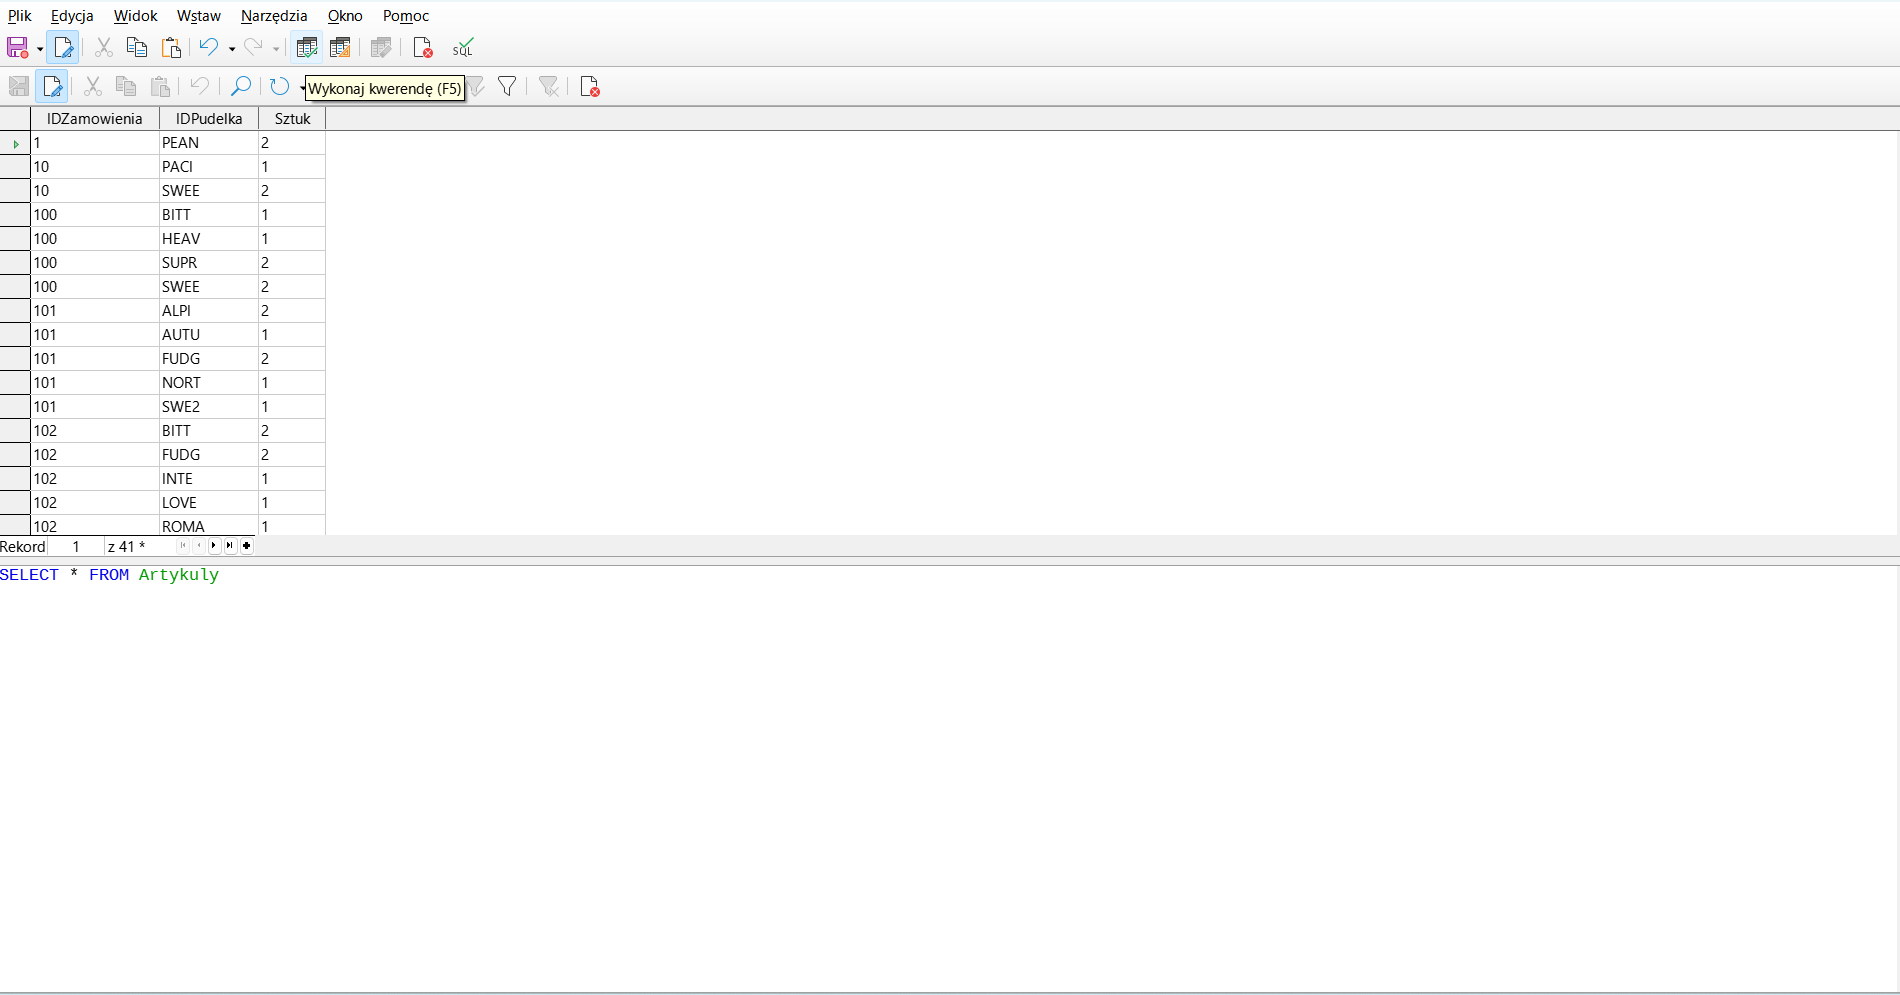 Plik Edycja Widok Wstaw Narzędzia Okno Pomoc
SQL
Wykonaj kwerendę (F5)
IDZamowienia IDPudelka Sztuk
1 PEAN 2
10 PACI 1
10 SWEE 2
100 BITT 1
100 HEAV 1
100 SUPR 2
100 SWEE 2
101 ALPI 2
101 AUTU 1
101 FUDG 2
101 NORT 1
101 SWE2 1
102 BITT 2
102 FUDG 2
102 INTE 1
102 LOVE 1
102 ROMA 1
Rekord 1 z 41 *
SELECT * FROM Artykuly